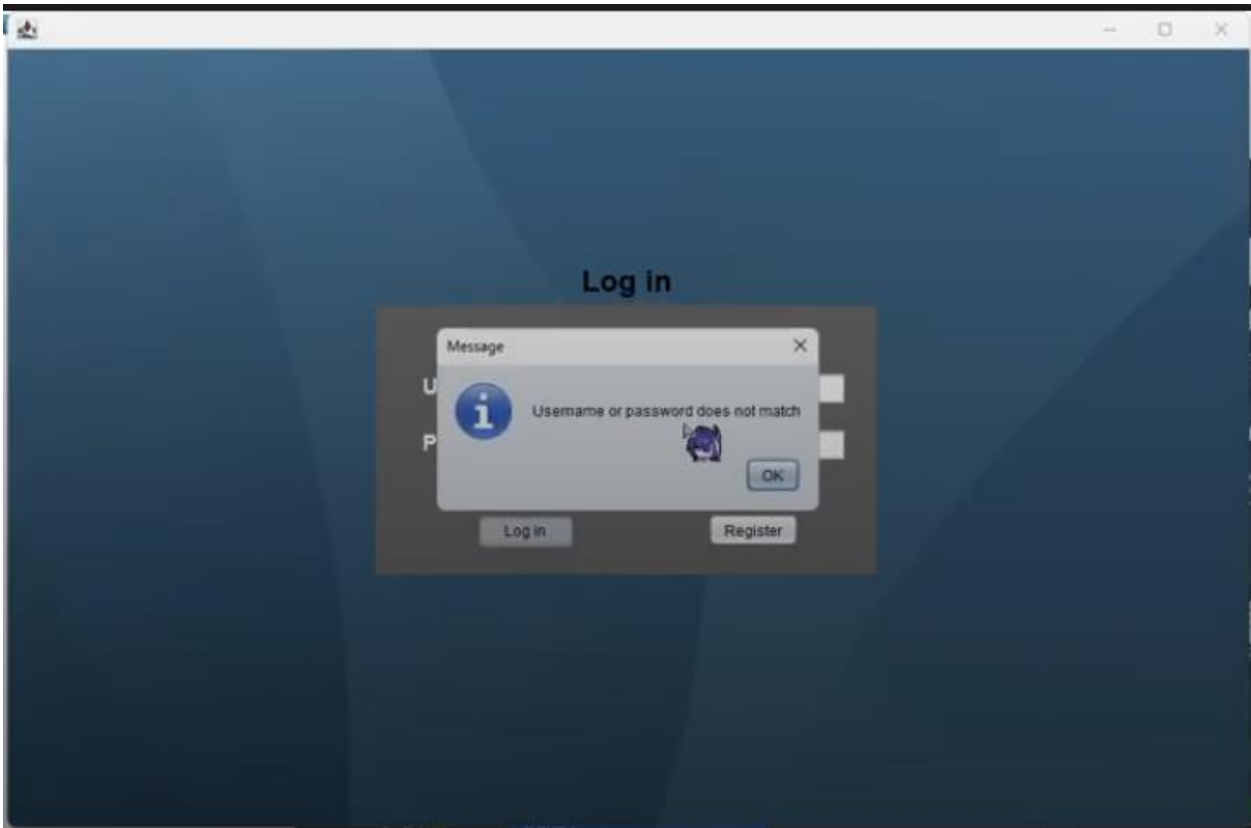 Log in
Message
Username or password does not match
U
P
OK
Log in
Register